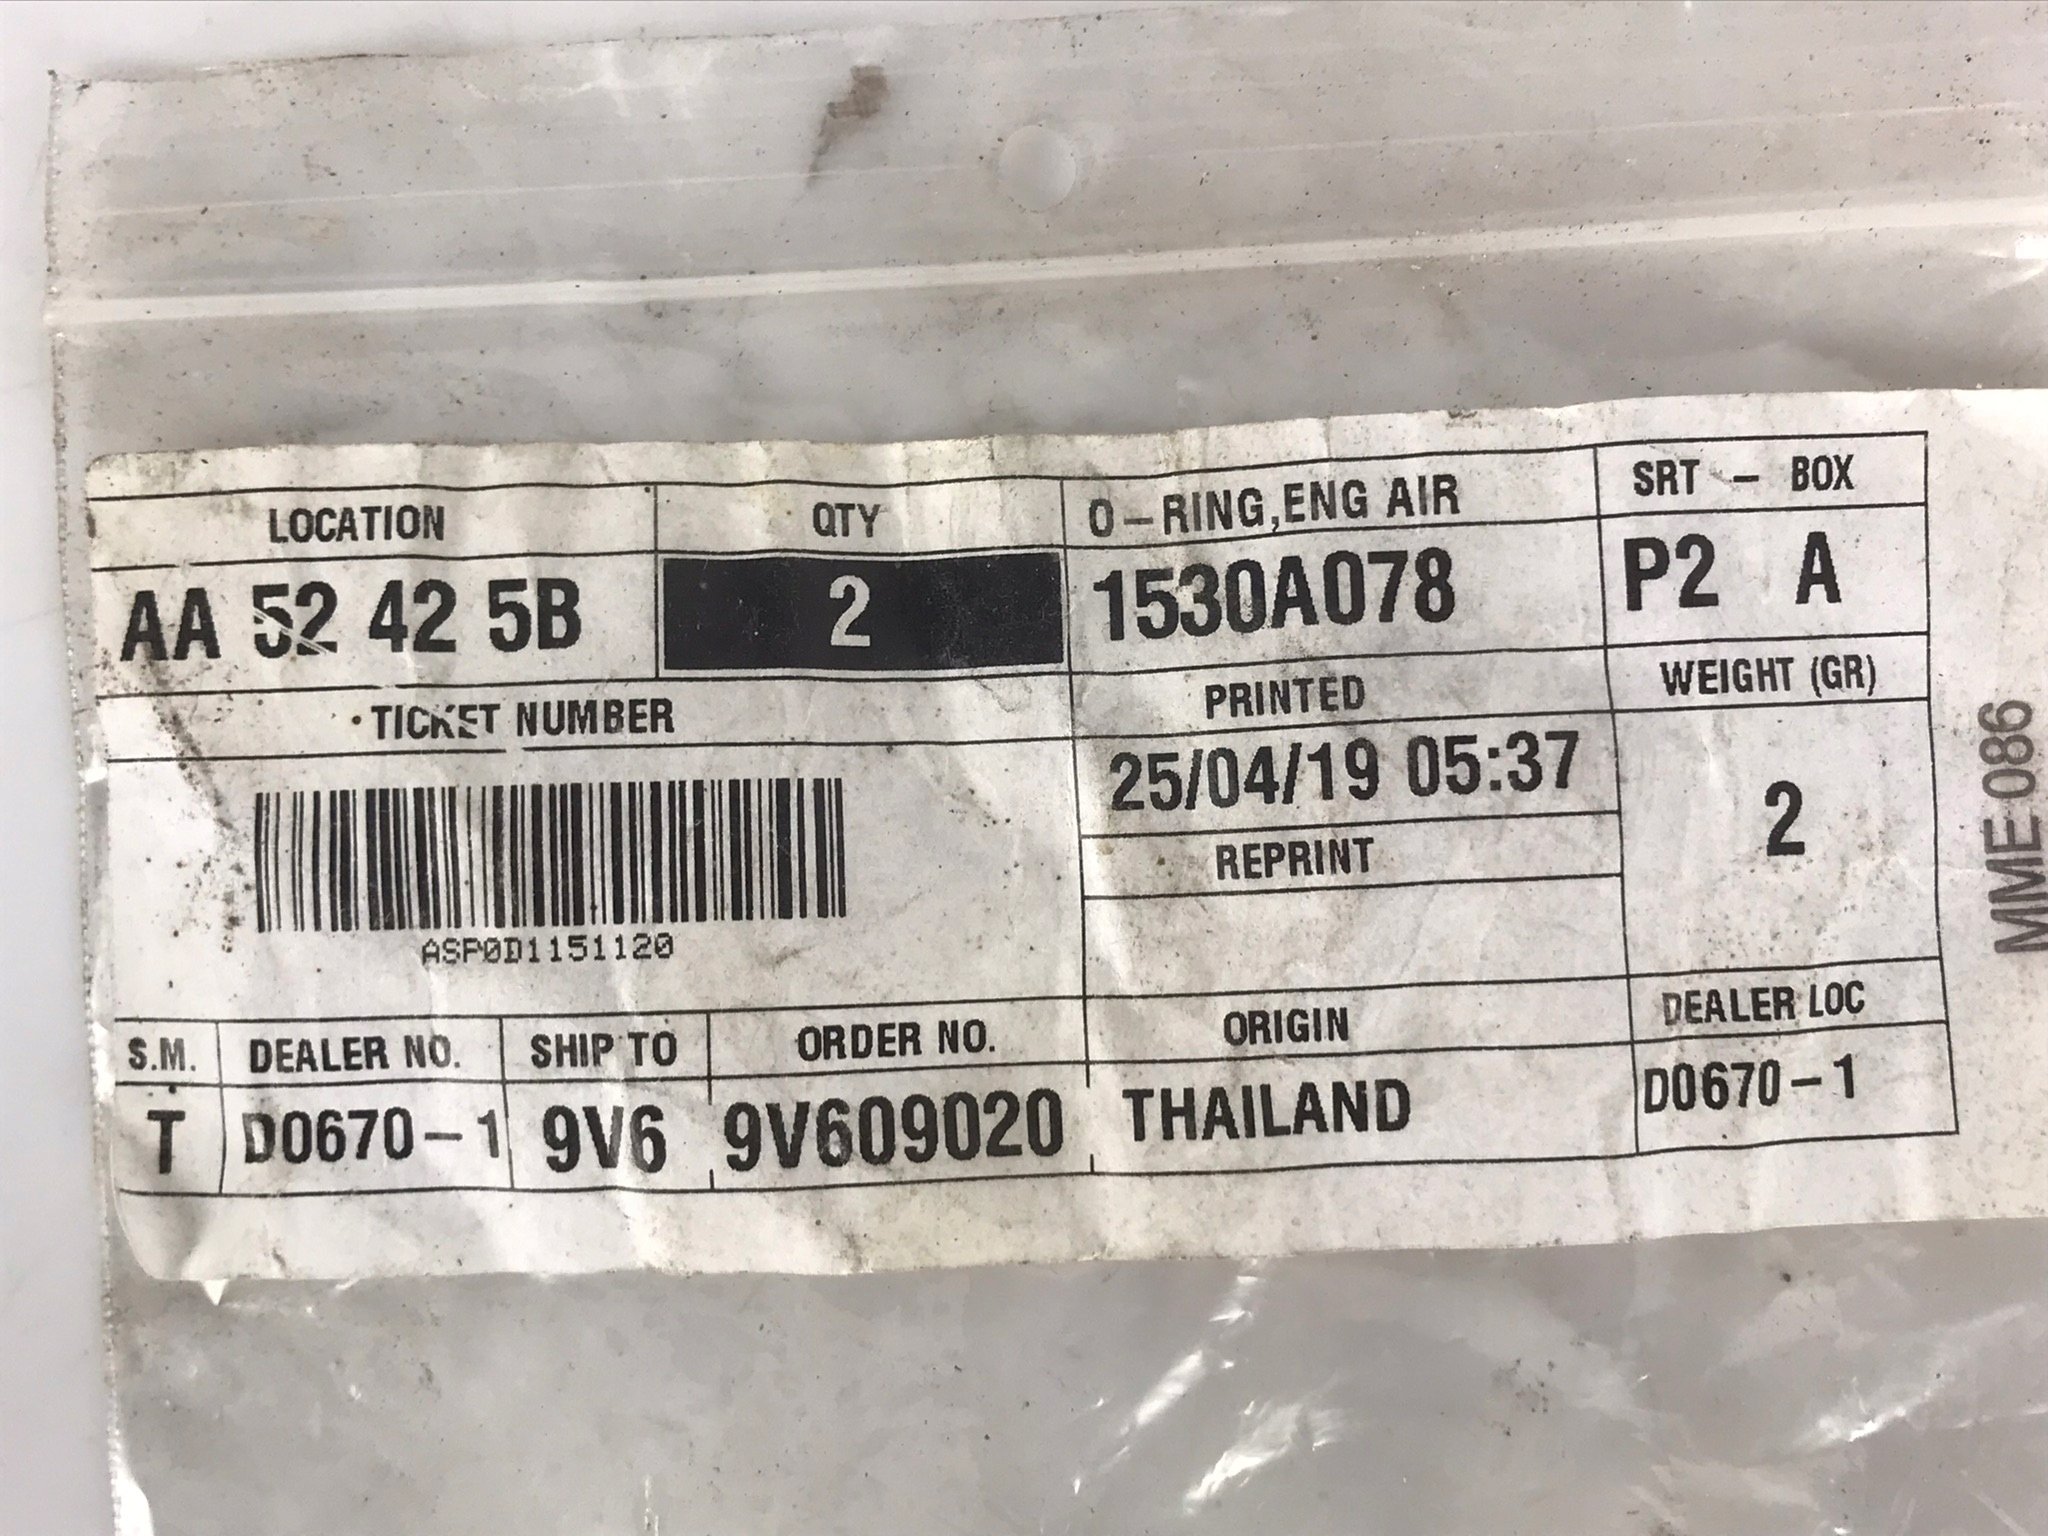 LOCATION QTY O-RING,ENG AIR SRT - BOX
AA 52 42 5B 2 1530A078 P2 A
TICKET NUMBER PRINTED WEIGHT (GR)
25/04/19 05:37 2
REPRINT
ASP0D1151120
S.M. DEALER NO. SHIP TO ORDER NO. ORIGIN DEALER LOC
T D0670-1 9V6 9V609020 THAILAND D0670-1
MME 086